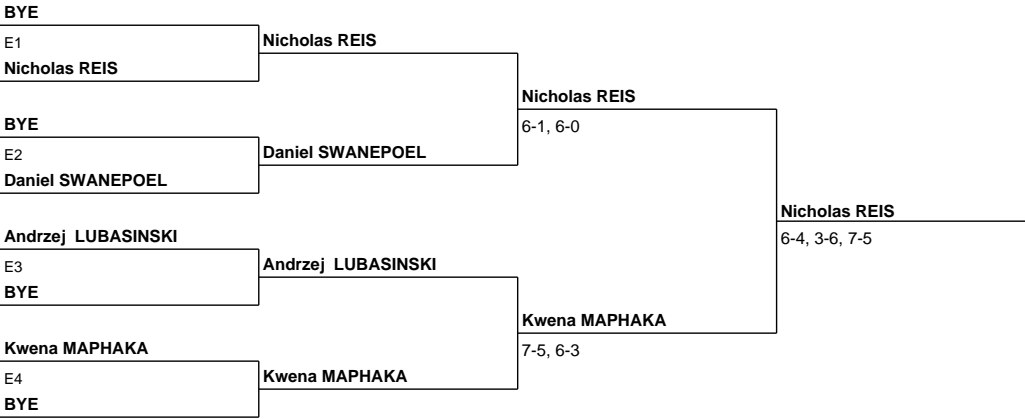 BYE
E1
Nicholas REIS
Nicholas REIS
BYE
E2
Daniel SWANEPOEL
Daniel SWANEPOEL
Nicholas REIS
6-1, 6-0
Andrzej  LUBASINSKI
E3
BYE
Andrzej  LUBASINSKI
Kwena MAPHAKA
E4
BYE
Kwena MAPHAKA
Kwena MAPHAKA
7-5, 6-3
Nicholas REIS
6-4, 3-6, 7-5